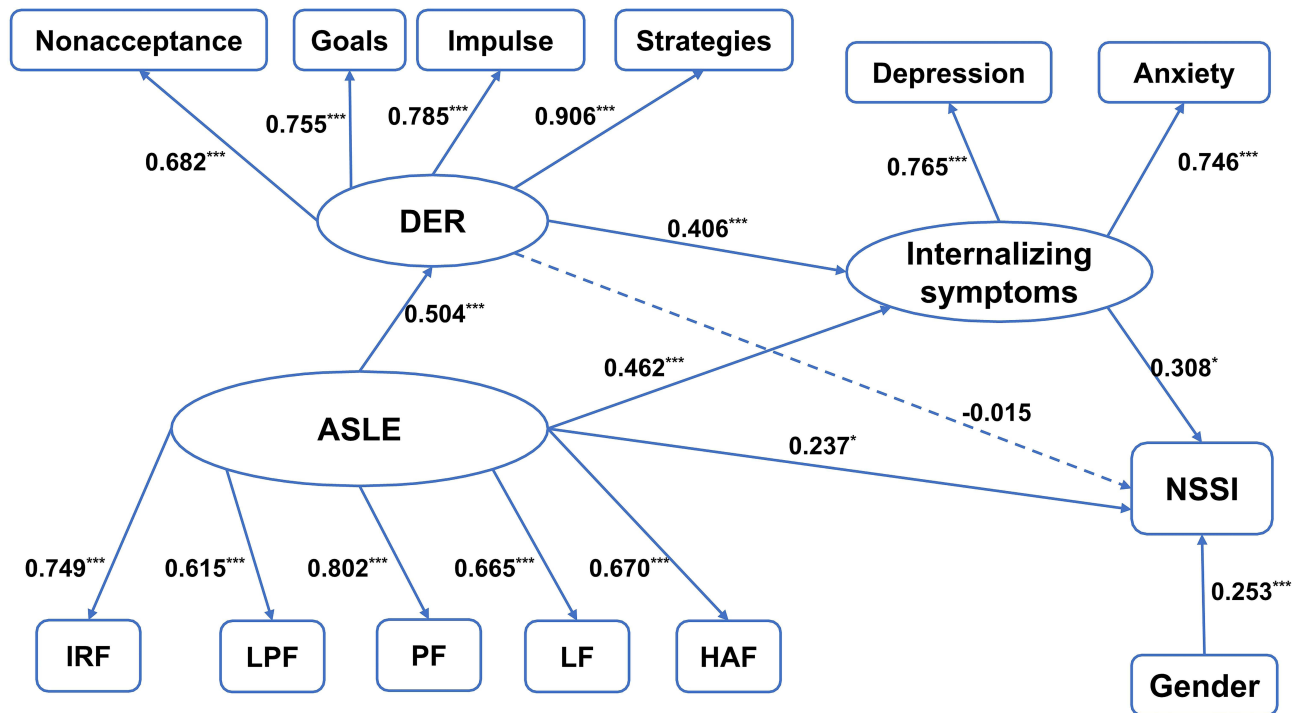 Nonacceptance
Goals
Impulse
Strategies
Depression
Anxiety
0.682***
0.755***
0.785***
0.906***
0.765***
0.746***
DER
0.406***
Internalizing
symptoms
0.504***
0.462***
0.308*
-0.015
ASLE
0.237*
NSSI
0.749***
0.615***
0.802***
0.665***
0.670***
0.253***
IRF
LPF
PF
LF
HAF
Gender